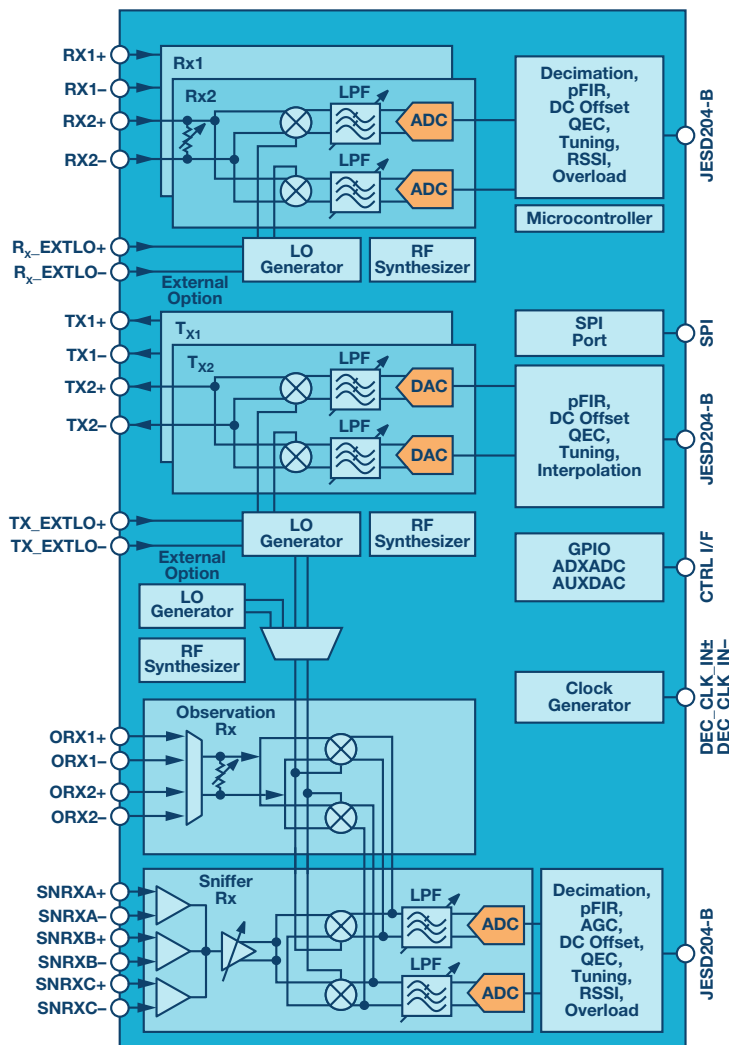 RX1+
RX1–
RX2+
RX2–
Rx1
Rx2
LPF
ADC
LPF
ADC
Decimation,
pFIR,
DC Offset
QEC,
Tuning,
RSSI,
Overload
JESD204-B
Microcontroller
Rx_EXTLO+
Rx_EXTLO–
LO
Generator
RF
Synthesizer
External
Option
TX1+
TX1–
TX2+
TX2–
TX1
TX2
LPF
DAC
LPF
DAC
SPI
Port
SPI
pFIR,
DC Offset
QEC,
Tuning,
Interpolation
JESD204-B
TX_EXTLO+
TX_EXTLO–
LO
Generator
RF
Synthesizer
External
Option
GPIO
ADXADC
AUXDAC
CTRL I/F
LO
Generator
RF
Synthesizer
Clock
Generator
DEC_CLK_IN±
DEC_CLK_IN–
ORX1+
ORX1–
ORX2+
ORX2–
Observation
Rx
SNRXA+
SNRXA–
SNRXB+
SNRXB–
SNRXC+
SNRXC–
Sniffer
Rx
LPF
ADC
LPF
ADC
Decimation,
pFIR,
AGC,
DC Offset,
QEC,
Tuning,
RSSI,
Overload
JESD204-B